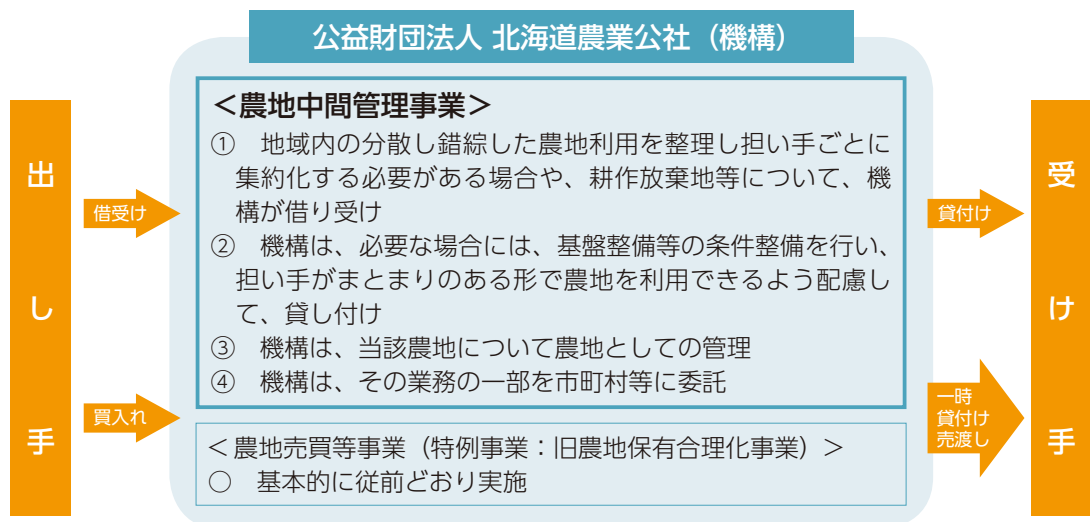 公益財団法人 北海道農業公社（機構）
出し手
借受け
買入れ
＜農地中間管理事業＞
① 地域内の分散し錯綜した農地利用を整理し担い手ごとに
集約化する必要がある場合や、耕作放棄地等について、機
構が借り受け
② 機構は、必要な場合には、基盤整備等の条件整備を行い、
担い手がまとまりのある形で農地を利用できるよう配慮し
て、貸し付け
③ 機構は、当該農地について農地としての管理
④ 機構は、その業務の一部を市町村等に委託
＜農地売買等事業（特例事業：旧農地保有合理化事業）＞
○ 基本的に従前どおり実施
貸付け
一時
貸付け
売渡し
受け手